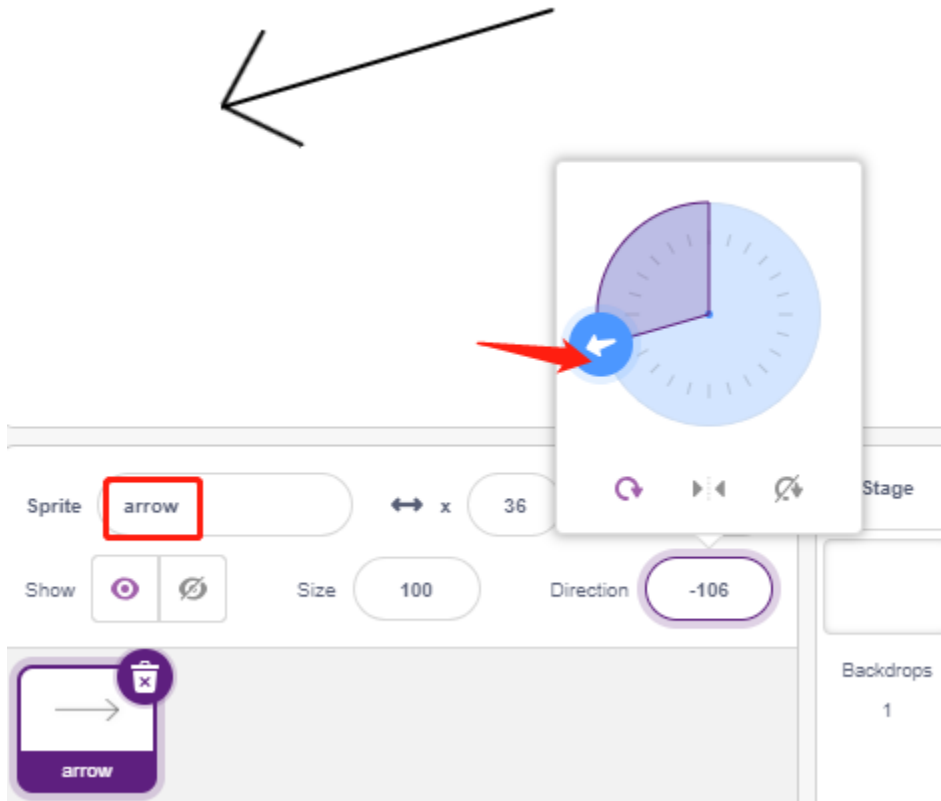 Sprite arrow x 36
Stage
Show Size 100 Direction -106
Backdrops
1
arrow